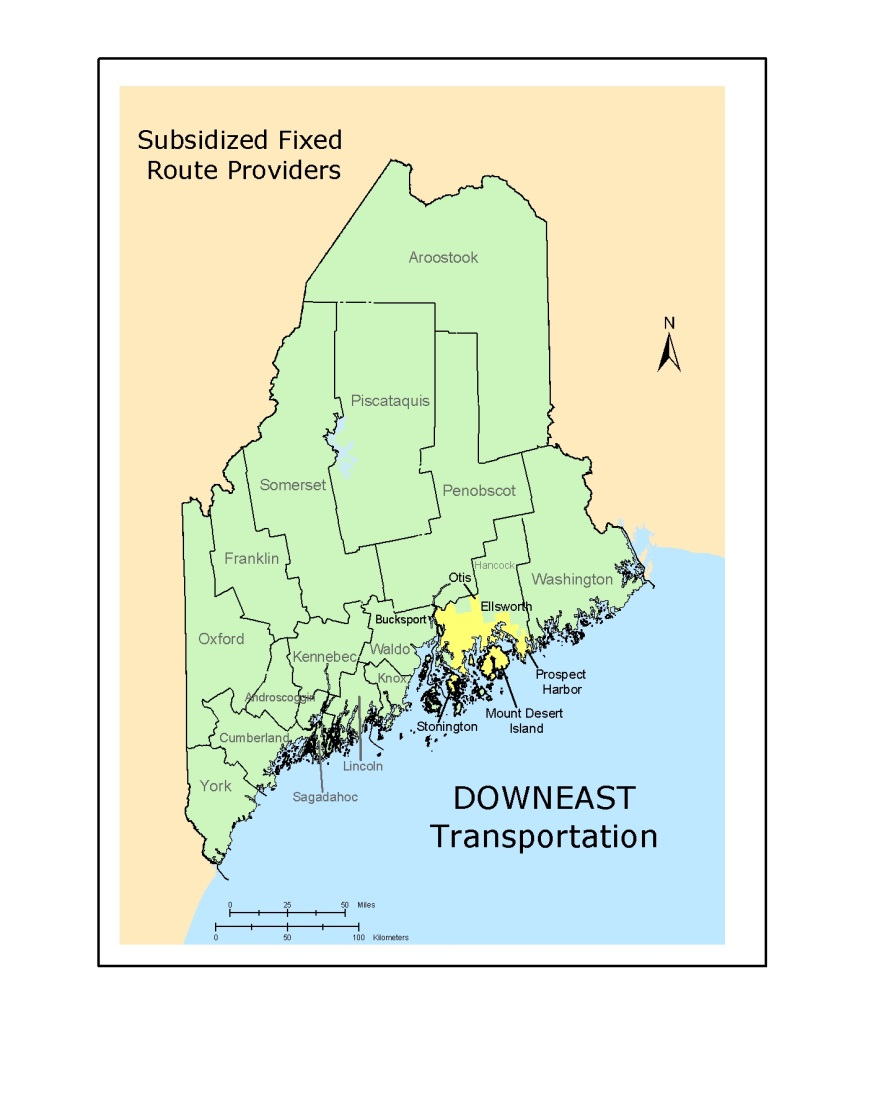 Subsidized Fixed
Route Providers
Aroostook
N
Piscataquis
Somerset
Penobscot
Franklin
Hancock
Otis
Washington
Ellsworth
Bucksport
Oxford
Waldo
Kennebec
Knox
Prospect
Harbor
Androscoggin
Mount Desert
Island
Stonington
Cumberland
Lincoln
York
Sagadahoc
DOWNEAST
Transportation
0 25 50 Miles
0 50 100 Kilometers